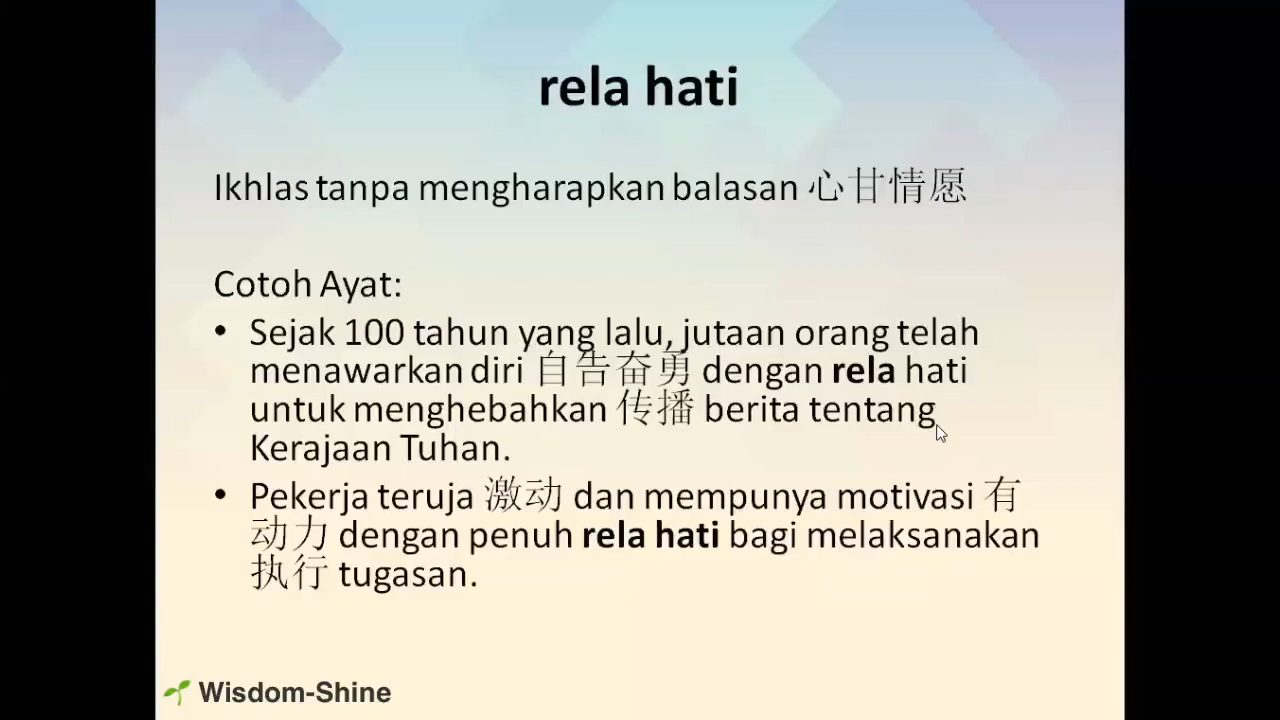 rela hati
Ikhlas tanpa mengharapkan balasan 心甘情愿
Cotoh Ayat:
• Sejak 100 tahun yang lalu, jutaan orang telah
menawarkan diri 自告奋勇 dengan rela hati
untuk menghebahkan 传播 berita tentang
Kerajaan Tuhan.
• Pekerja teruja 激动 dan mempunya motivasi 有
动力 dengan penuh rela hati bagi melaksanakan
执行 tugasan.
Wisdom-Shine